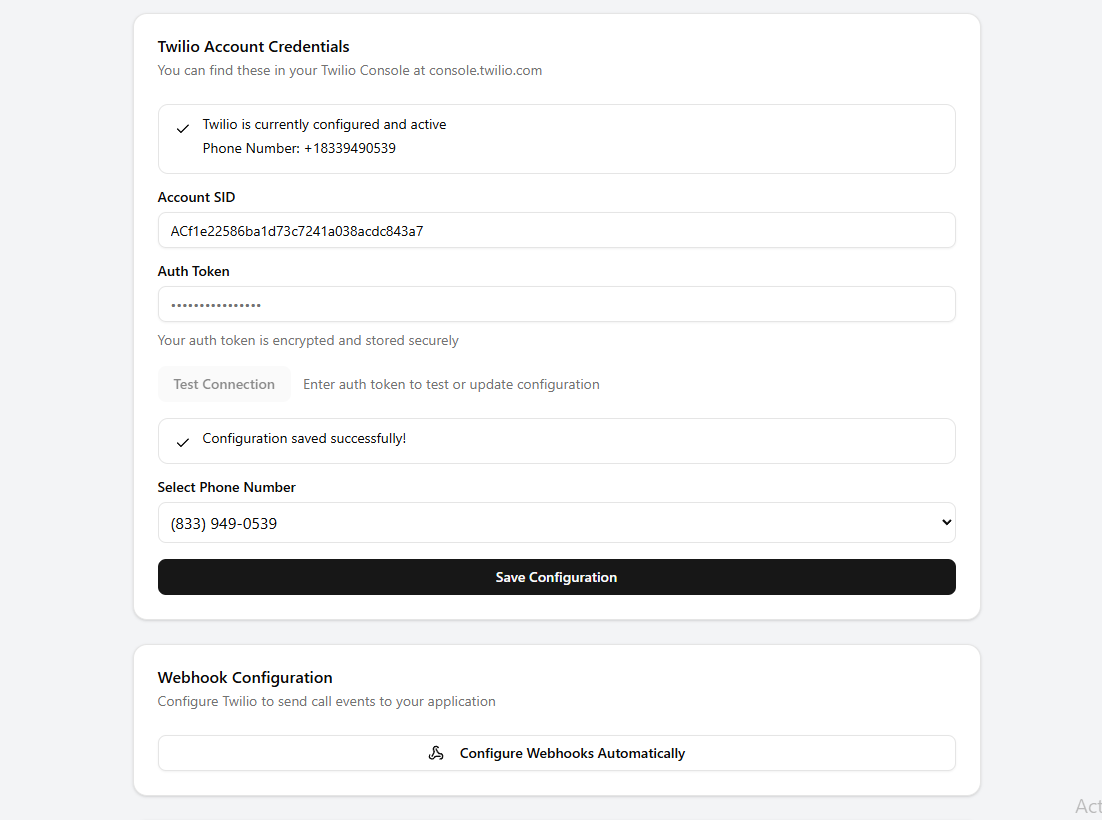 Twilio Account Credentials
You can find these in your Twilio Console at console.twilio.com
Twilio is currently configured and active
Phone Number: +18339490539
Account SID
ACf1e22586ba1d73c7241a038acdc843a7
Auth Token
••••••••••••••••
Your auth token is encrypted and stored securely
Test Connection
Enter auth token to test or update configuration
Configuration saved successfully!
Select Phone Number
(833) 949-0539
Save Configuration
Webhook Configuration
Configure Twilio to send call events to your application
Configure Webhooks Automatically
Act